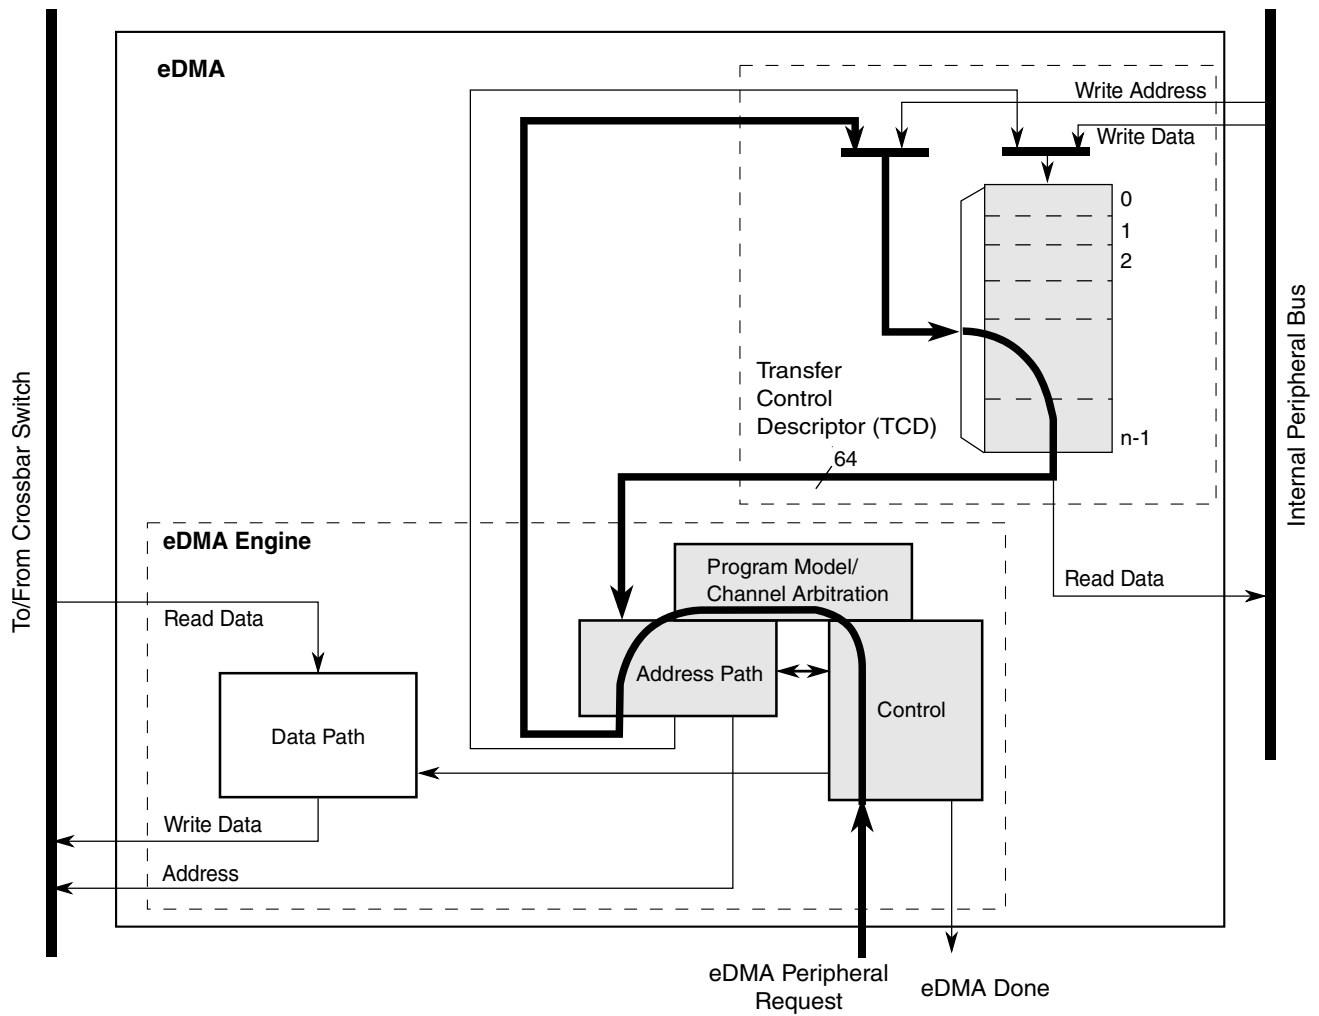 eDMA
Write Address
Write Data
0
1
2
n-1
Transfer
Control
Descriptor (TCD)
64
To/From Crossbar Switch
Internal Peripheral Bus
eDMA Engine
Program Model/
Channel Arbitration
Read Data
Read Data
Address Path
Control
Data Path
Write Data
Address
eDMA Peripheral
Request
eDMA Done